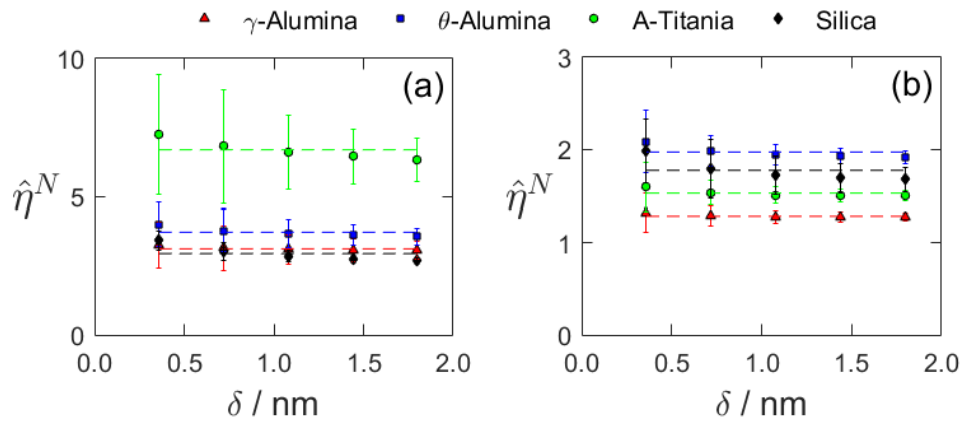 γ-Alumina θ-Alumina A-Titania Silica
(a)
10
5
0
0.0 0.5 1.0 1.5 2.0
η̂^N
δ / nm
(b)
3
2
1
0
0.0 0.5 1.0 1.5 2.0
η̂^N
δ / nm